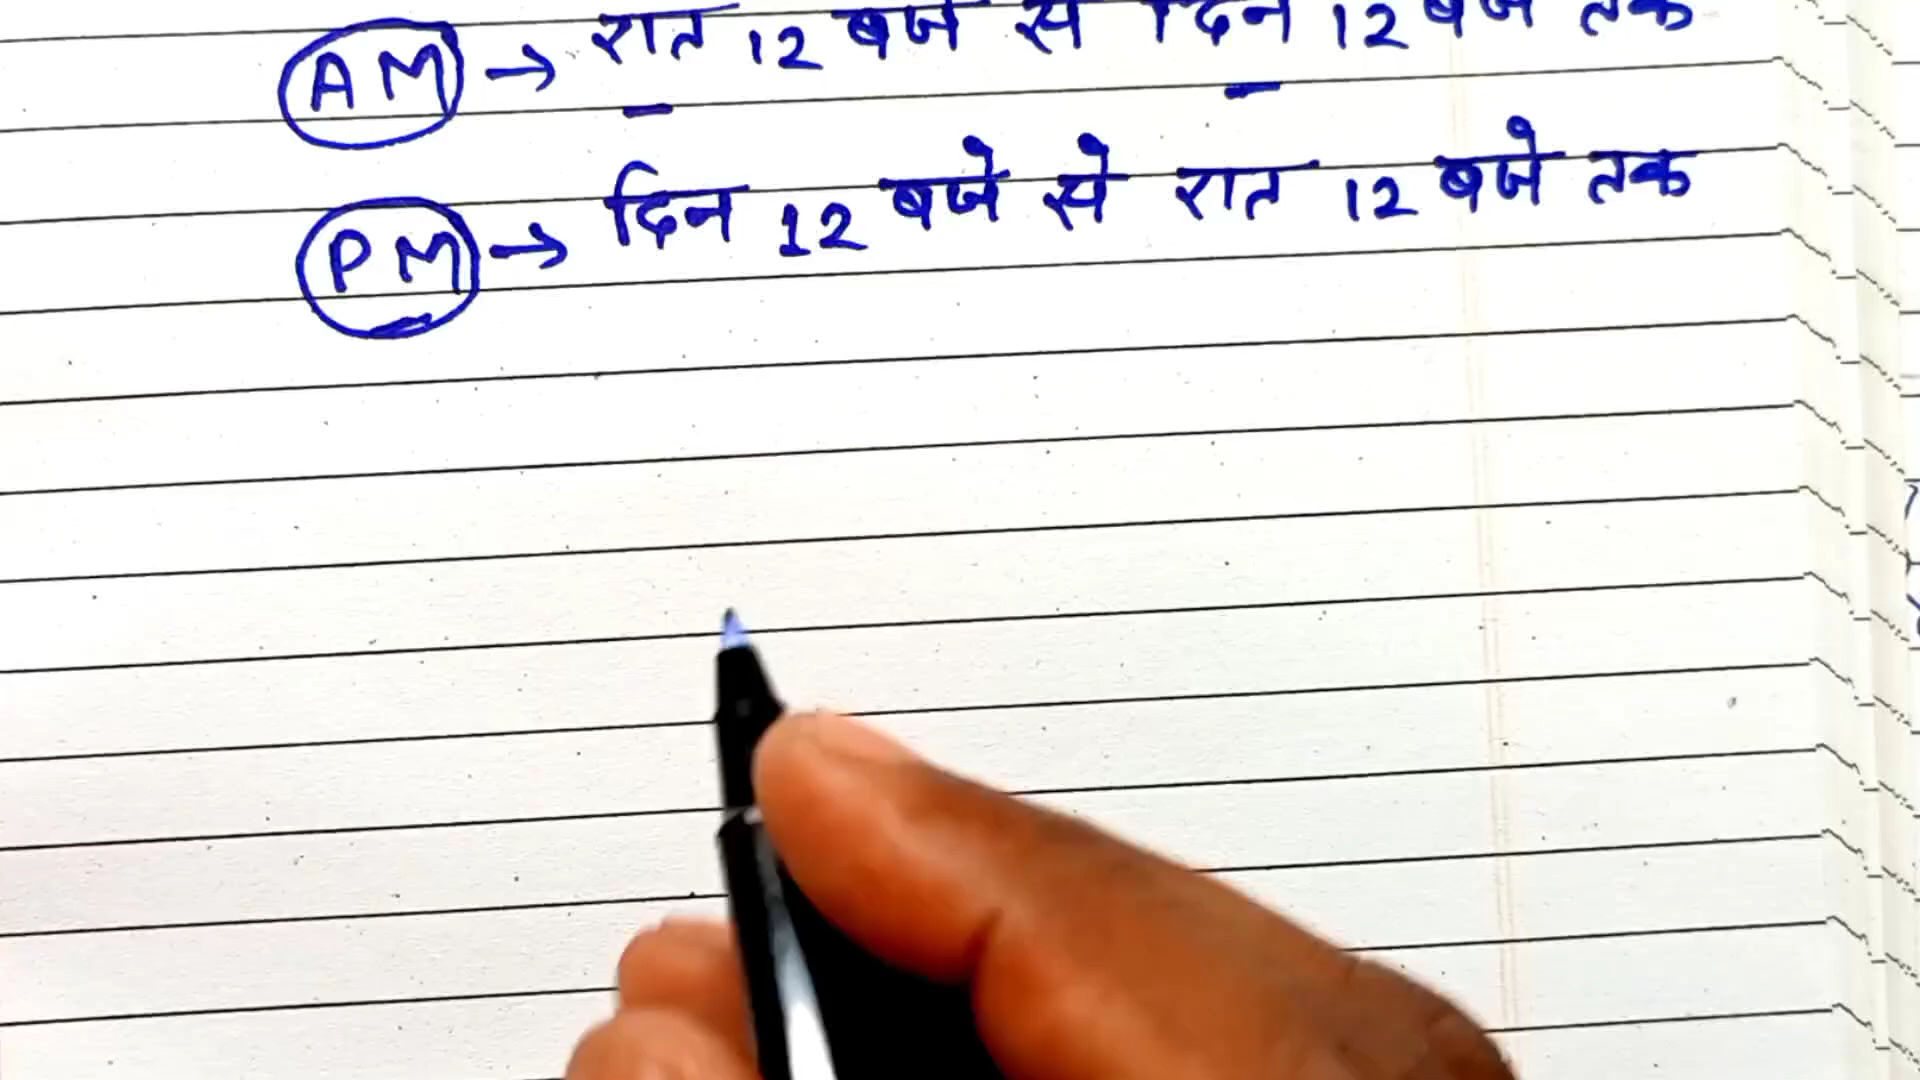 AM → रात 12 बजे से दिन 12 बजे तक
PM → दिन 12 बजे से रात 12 बजे तक